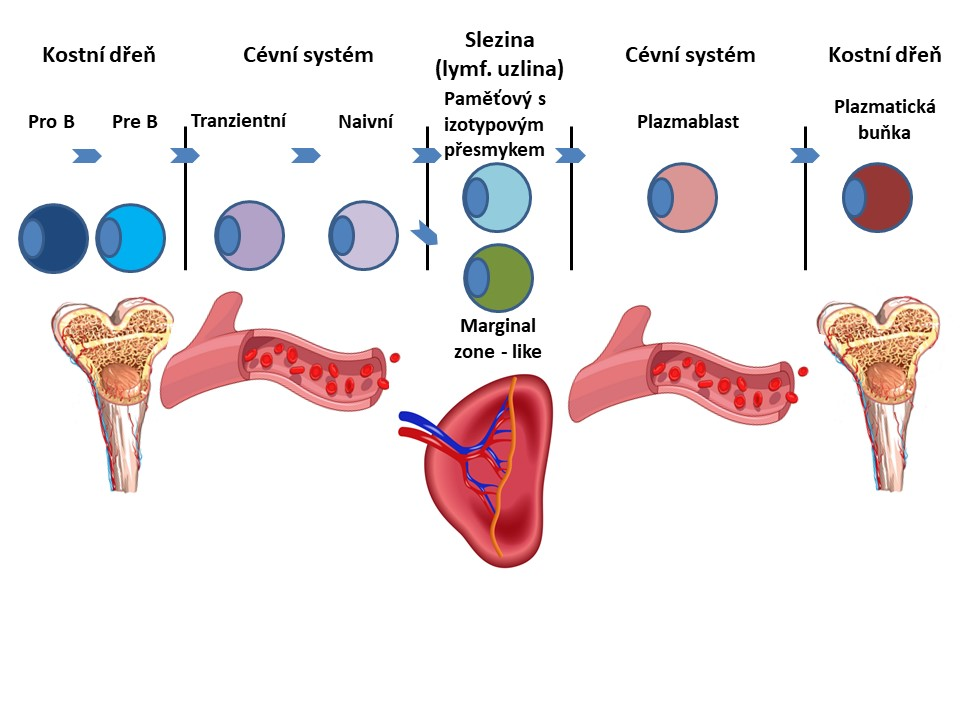 Kostní dřeň
Cévní systém
Slezina
(lymf. uzlina)
Cévní systém
Kostní dřeň
Pro B
Pre B
Tranzientní
Naivní
Paměťový s
izotypovým
přesmykem
Plazmablast
Plazmatická
buňka
Marginal
zone - like